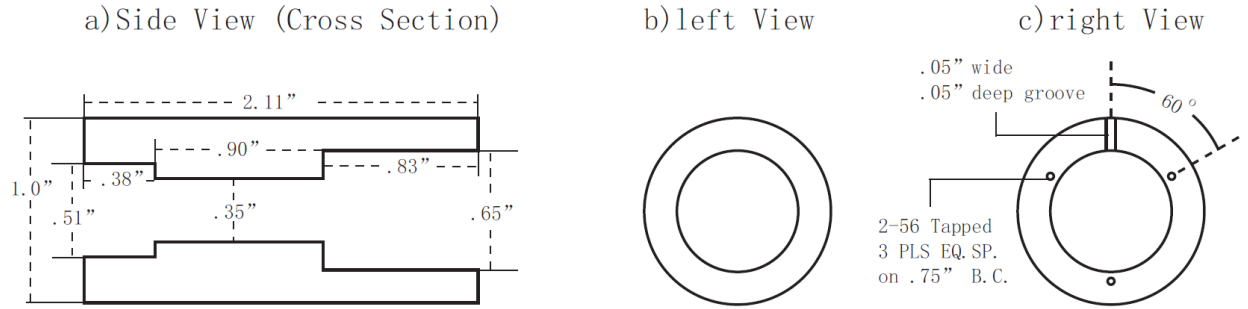 a)Side View (Cross Section)
b)left View
c)right View
2.11”
.90”
.83”
.38”
1.0”
.51”
.35”
.65”
.05” wide
.05” deep groove
60°
2-56 Tapped
3 PLS EQ.SP.
on .75” B.C.